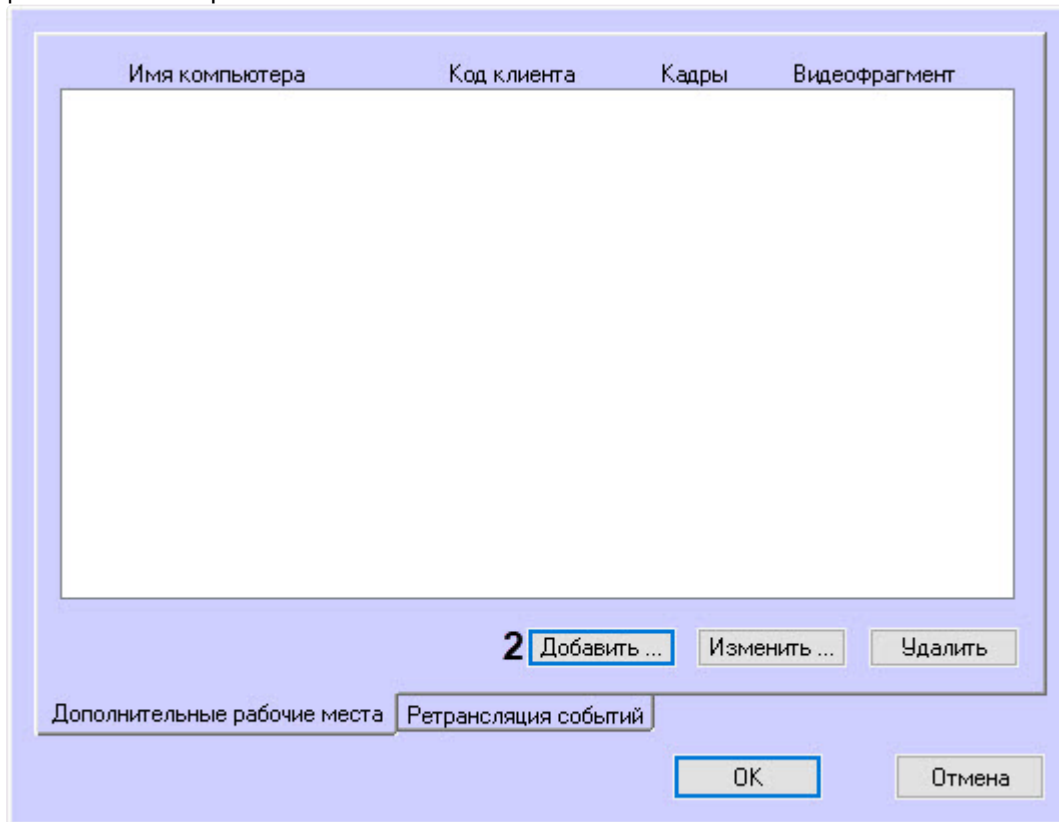 Имя компьютера Код клиента Кадры Видеофрагмент
2 Добавить ... Изменить ... Удалить
Дополнительные рабочие места Ретрансляция событий
OK Отмена